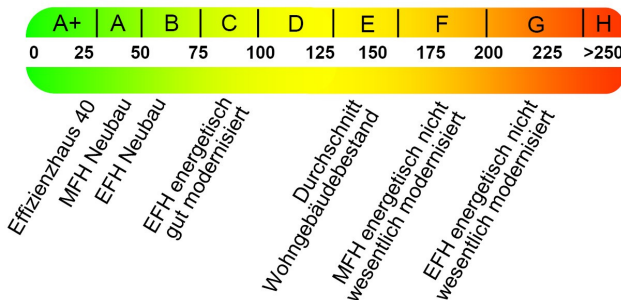 A+ A B C D E F G H
0 25 50 75 100 125 150 175 200 225 >250
Effizienzhaus 40
MFH Neubau
EFH Neubau
EFH energetisch
gut modernisiert
Durchschnitt
Wohngebäudebestand
MFH energetisch nicht
wesentlich modernisiert
EFH energetisch nicht
wesentlich modernisiert